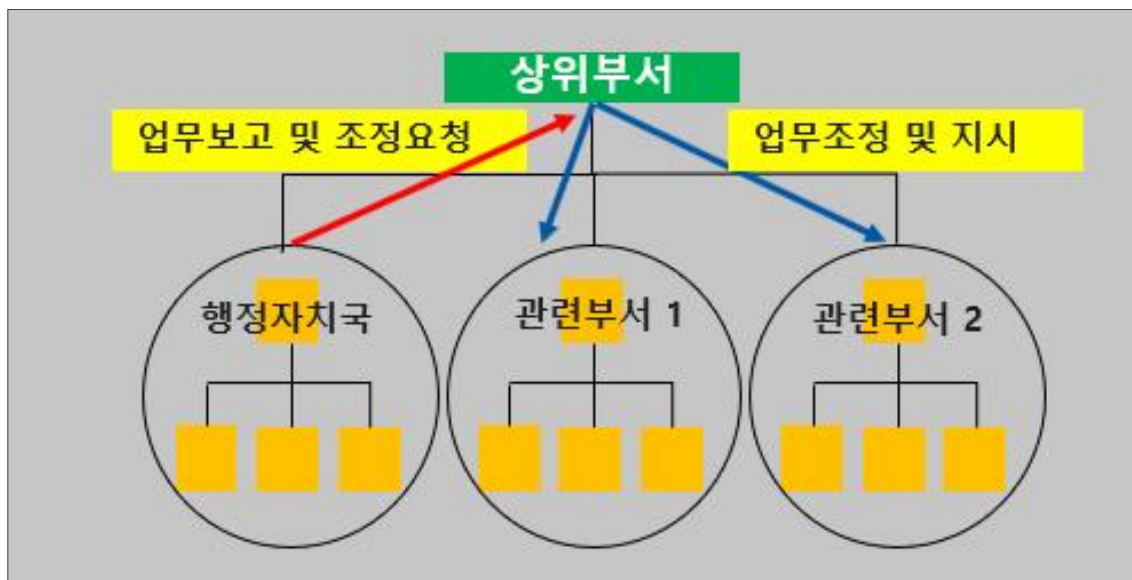 상위부서
업무보고 및 조정요청
업무조정 및 지시
행정자치국
관련부서 1
관련부서 2